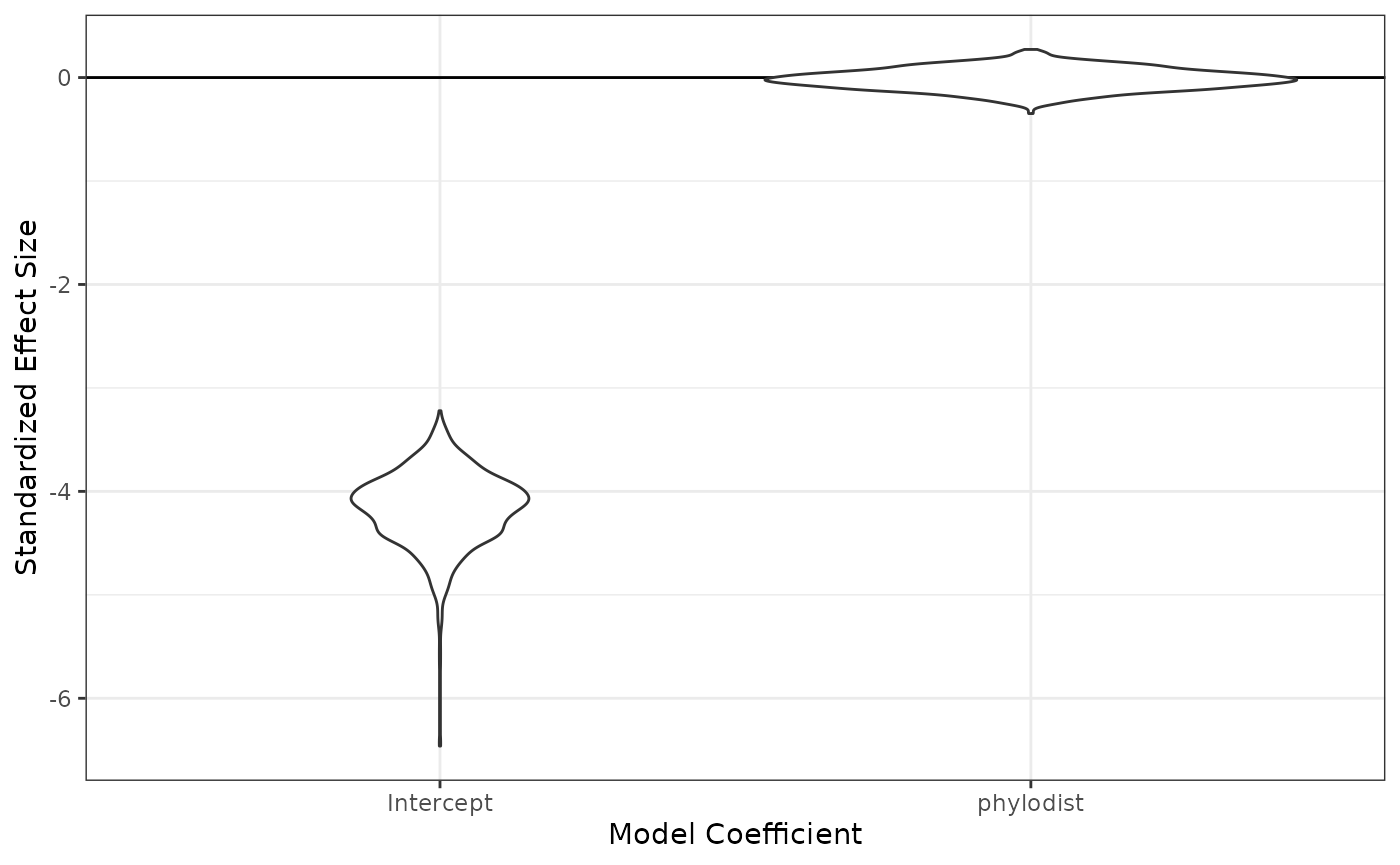 Standardized Effect Size
0
-2
-4
-6
Intercept
phylodist
Model Coefficient